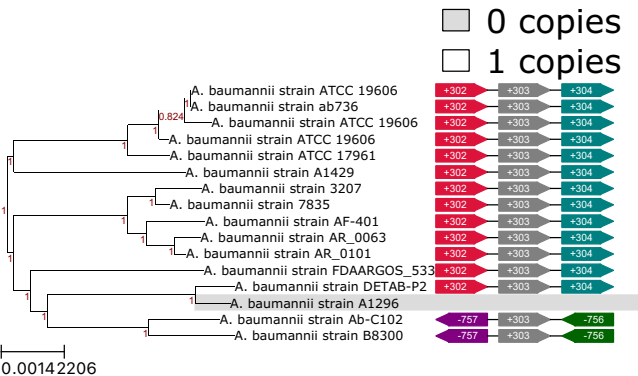 0 copies
1 copies
A. baumannii strain ATCC 19606 +302 +303 +304
1
A. baumannii strain ab736 +302 +303 +304
0.824
A. baumannii strain ATCC 19606 +302 +303 +304
A. baumannii strain ATCC 19606 +302 +303 +304
1
A. baumannii strain ATCC 17961 +302 +303 +304
1
A. baumannii strain A1429 +302 +303 +304
A. baumannii strain 3207 +302 +303 +304
1
A. baumannii strain 7835 +302 +303 +304
1
1
A. baumannii strain AF-401 +302 +303 +304
A. baumannii strain AR_0063 +302 +303 +304
1
1
A. baumannii strain AR_0101 +302 +303 +304
1
A. baumannii strain FDAARGOS_533 +302 +303 +304
A. baumannii strain DETAB-P2 +302 +303 +304
1
1
A. baumannii strain A1296
A. baumannii strain Ab-C102 -757 +303 -756
1
A. baumannii strain B8300 -757 +303 -756
0.00142206